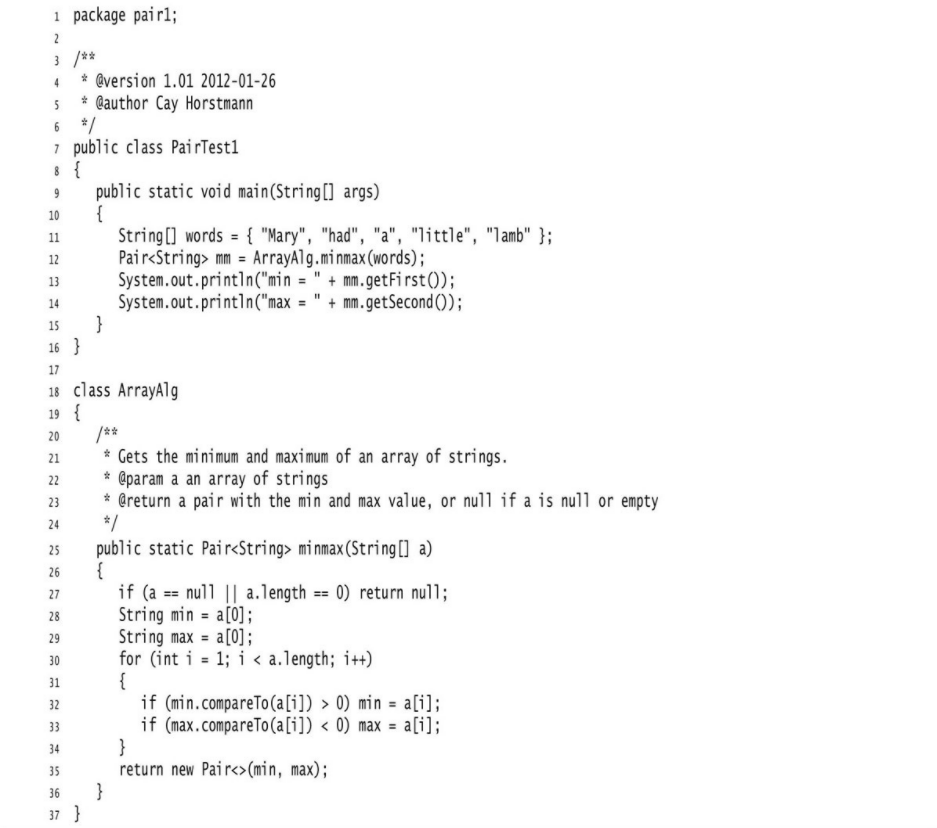 1 package pair1;
2
3 /**
4  * @version 1.01 2012-01-26
5  * @author Cay Horstmann
6  */
7 public class PairTest1
8 {
9    public static void main(String[] args)
10    {
11       String[] words = { "Mary", "had", "a", "little", "lamb" };
12       Pair<String> mm = ArrayAlg.minmax(words);
13       System.out.println("min = " + mm.getFirst());
14       System.out.println("max = " + mm.getSecond());
15    }
16 }
17
18 class ArrayAlg
19 {
20    /**
21     * Gets the minimum and maximum of an array of strings.
22     * @param a an array of strings
23     * @return a pair with the min and max value, or null if a is null or empty
24     */
25    public static Pair<String> minmax(String[] a)
26    {
27       if (a == null || a.length == 0) return null;
28       String min = a[0];
29       String max = a[0];
30       for (int i = 1; i < a.length; i++)
31       {
32          if (min.compareTo(a[i]) > 0) min = a[i];
33          if (max.compareTo(a[i]) < 0) max = a[i];
34       }
35       return new Pair<>(min, max);
36    }
37 }